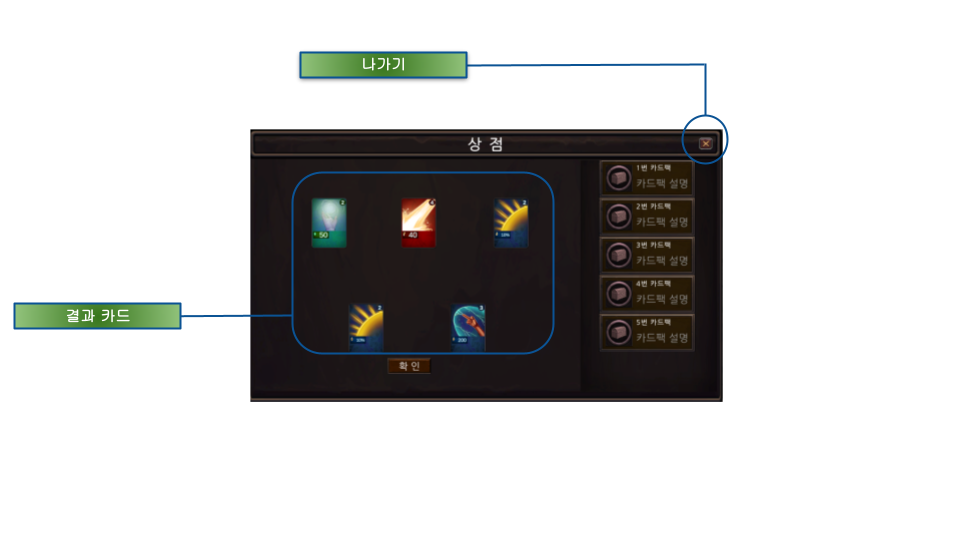 나가기
상 점
결과 카드
50
40
확 인
1번 카드팩
카드팩 설명
2번 카드팩
카드팩 설명
3번 카드팩
카드팩 설명
4번 카드팩
카드팩 설명
5번 카드팩
카드팩 설명